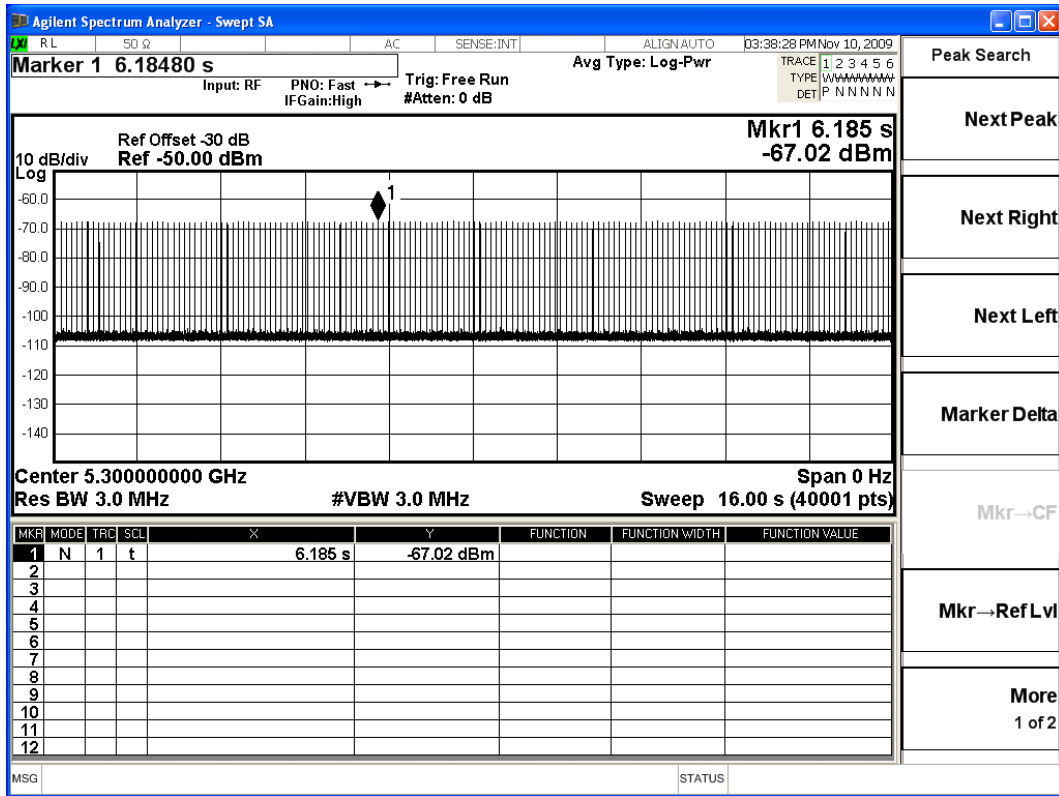 Agilent Spectrum Analyzer - Swept SA
LXI RL 50 Ω AC SENSE:INT ALIGNAUTO 03:38:28 PM Nov 10, 2009
Marker 1 6.18480 s
Input: RF PNO: Fast Trig: Free Run Avg Type: Log-Pwr
IFGain:High #Atten: 0 dB
TRACE 1 2 3 4 5 6
TYPE WWWWWW
DET P N N N N N
Ref Offset -30 dB Mkr1 6.185 s
10 dB/div Ref -50.00 dBm -67.02 dBm
Log
1
-60.0
-70.0
-80.0
-90.0
-100
-110
-120
-130
-140
Center 5.300000000 GHz Span 0 Hz
Res BW 3.0 MHz #VBW 3.0 MHz Sweep 16.00 s (40001 pts)
MKR MODE TRC SCL X Y FUNCTION FUNCTION WIDTH FUNCTION VALUE
1 N 1 t 6.185 s -67.02 dBm
2
3
4
5
6
7
8
9
10
11
12
MSG STATUS
Peak Search
Next Peak
Next Right
Next Left
Marker Delta
Mkr→CF
Mkr→Ref Lvl
More
1 of 2